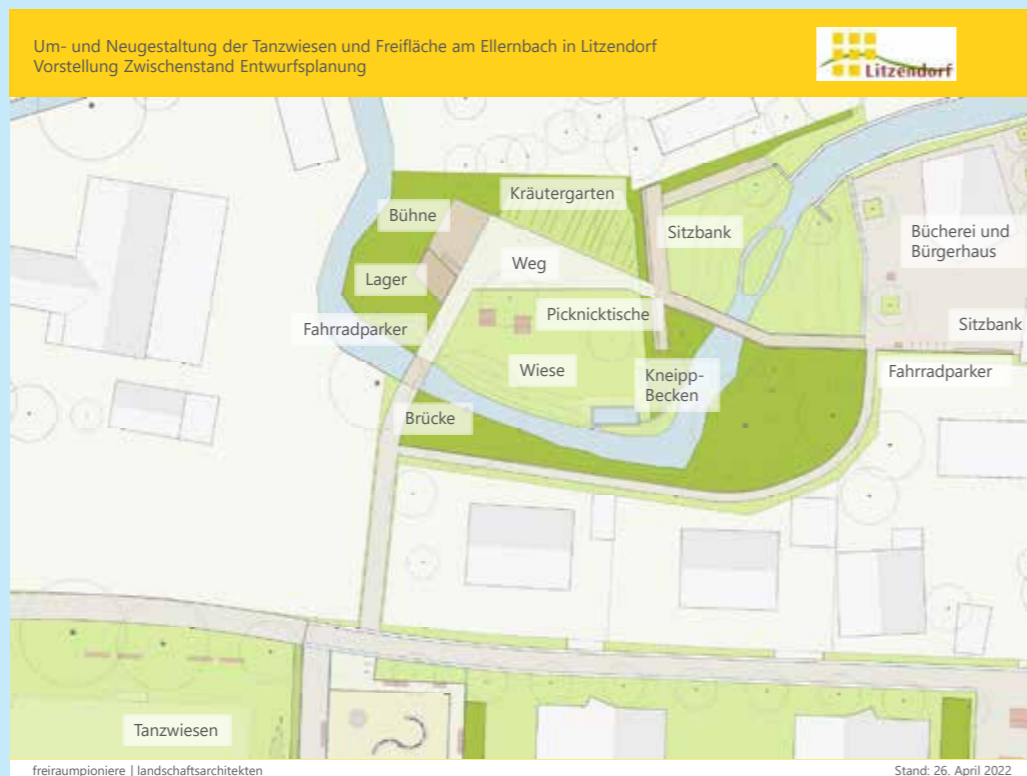 Um- und Neugestaltung der Tanzwiesen und Freifläche am Ellernbach in Litzendorf
Vorstellung Zwischenstand Entwurfsplanung
Litzendorf
Kräutergarten
Bühne
Sitzbank
Bücherei und
Bürgerhaus
Weg
Lager
Picknicktische
Fahrradparker
Sitzbank
Wiese
Kneipp-
Becken
Fahrradparker
Brücke
Tanzwiesen
freiraumpioniere | landschaftsarchitekten
Stand: 26. April 2022